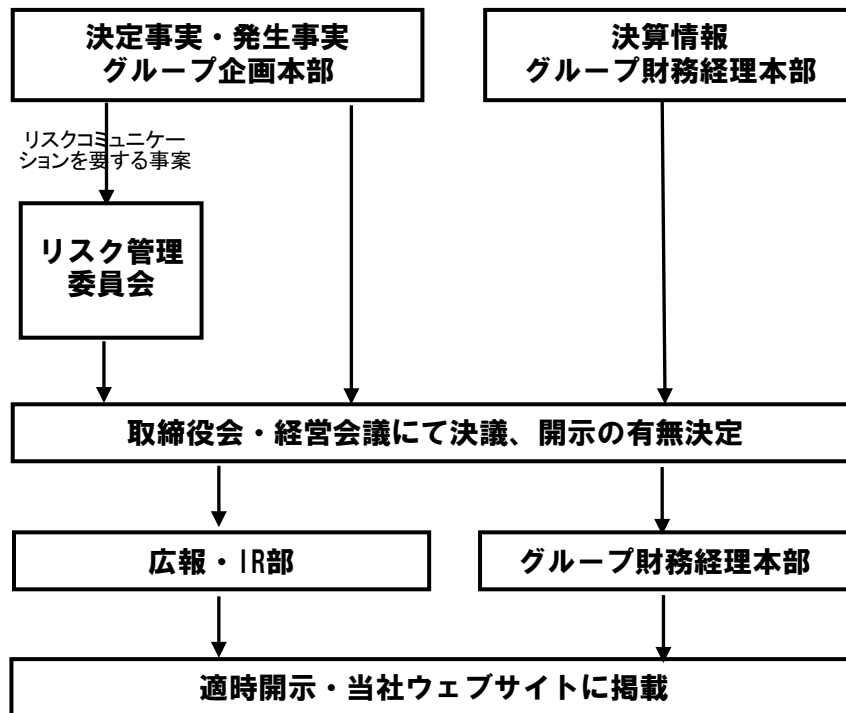 決定事実・発生事実
グループ企画本部
決算情報
グループ財務経理本部
リスクコミュニケー
ションを要する事案
リスク管理
委員会
取締役会・経営会議にて決議、開示の有無決定
広報・IR部
グループ財務経理本部
適時開示・当社ウェブサイトに掲載